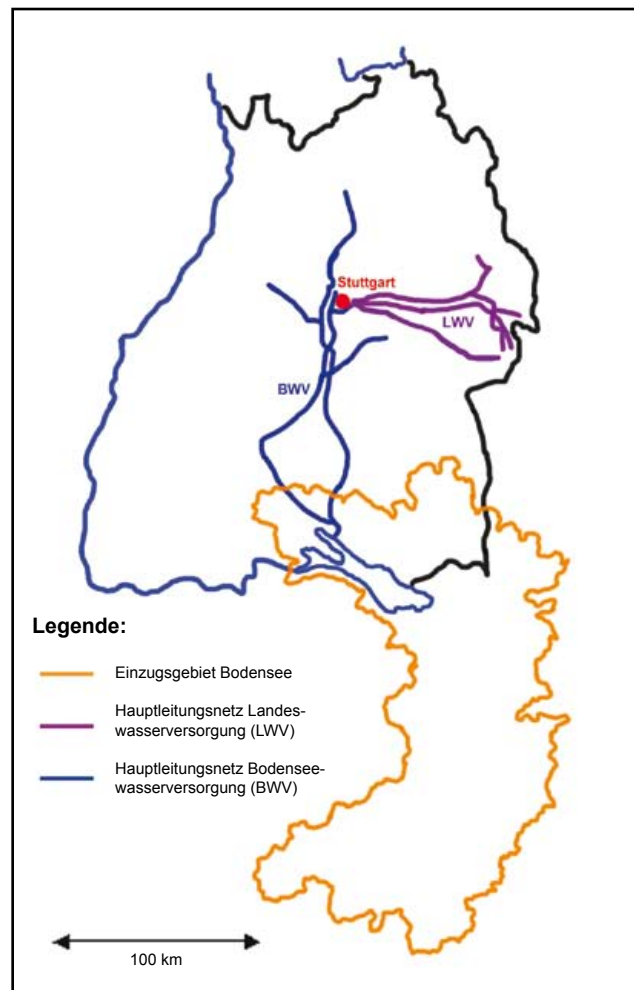 Stuttgart
LWV
BWV
Legende:
Einzugsgebiet Bodensee
Hauptleitungsnetz Landes-
wasserversorgung (LWV)
Hauptleitungsnetz Bodensee-
wasserversorgung (BWV)
100 km